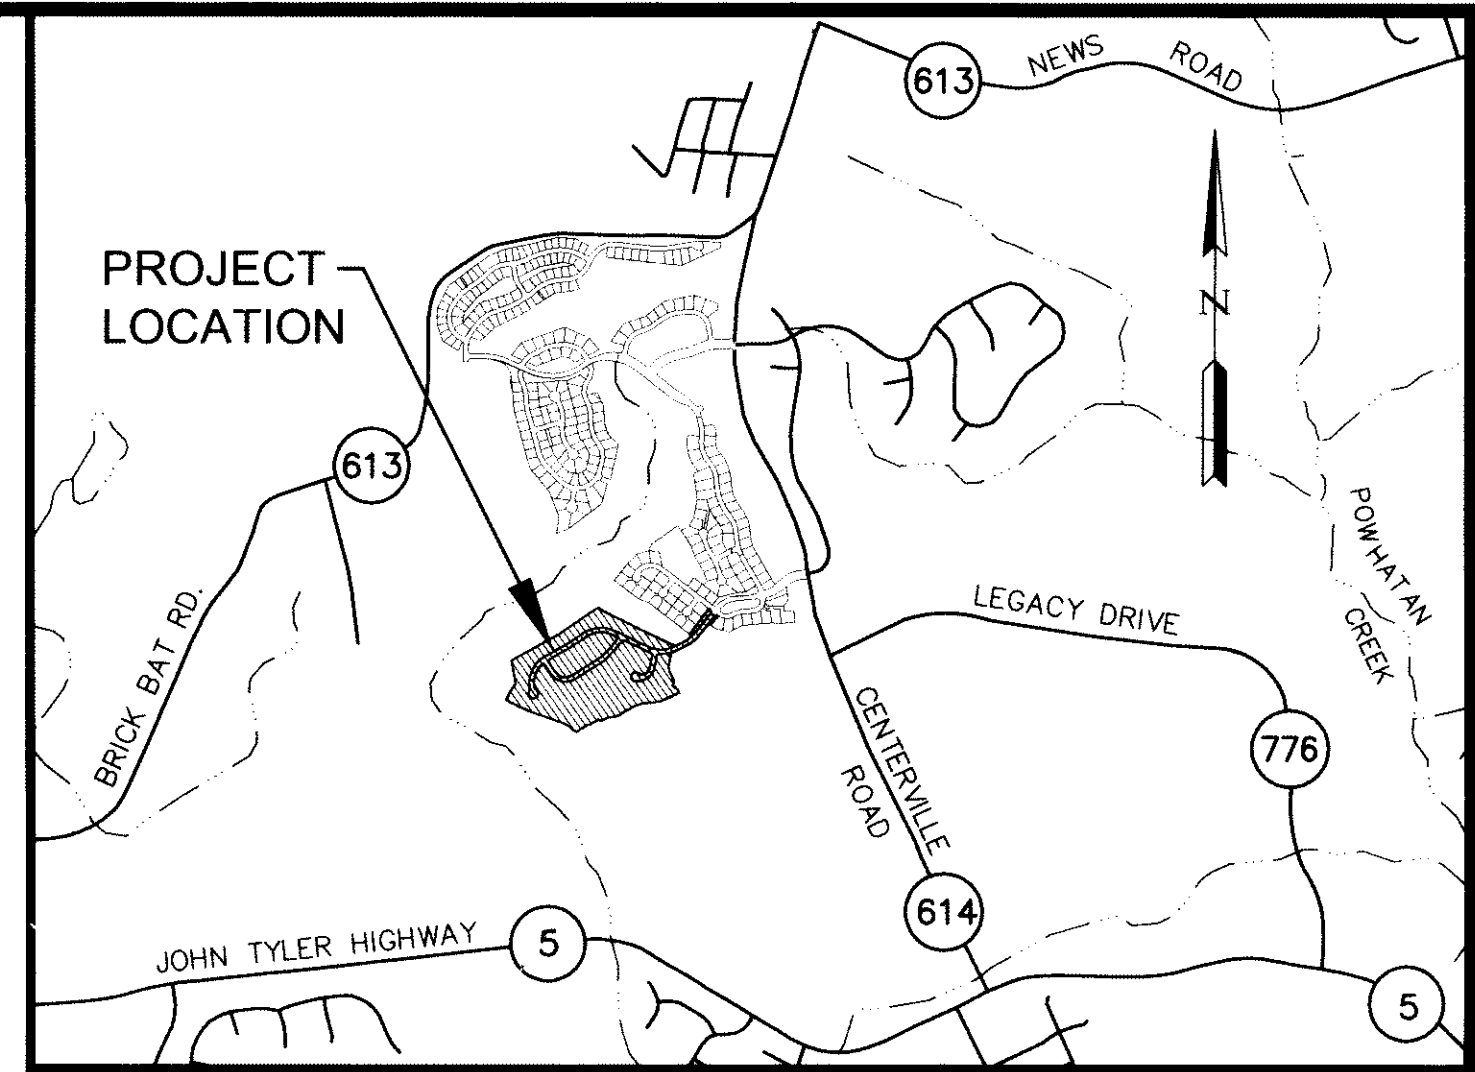 613
NEWS ROAD
N
PROJECT
LOCATION
613
BRICK BAT RD.
POWHATAN
CREEK
LEGACY DRIVE
CENTERVILLE
ROAD
776
614
JOHN TYLER HIGHWAY
5
5